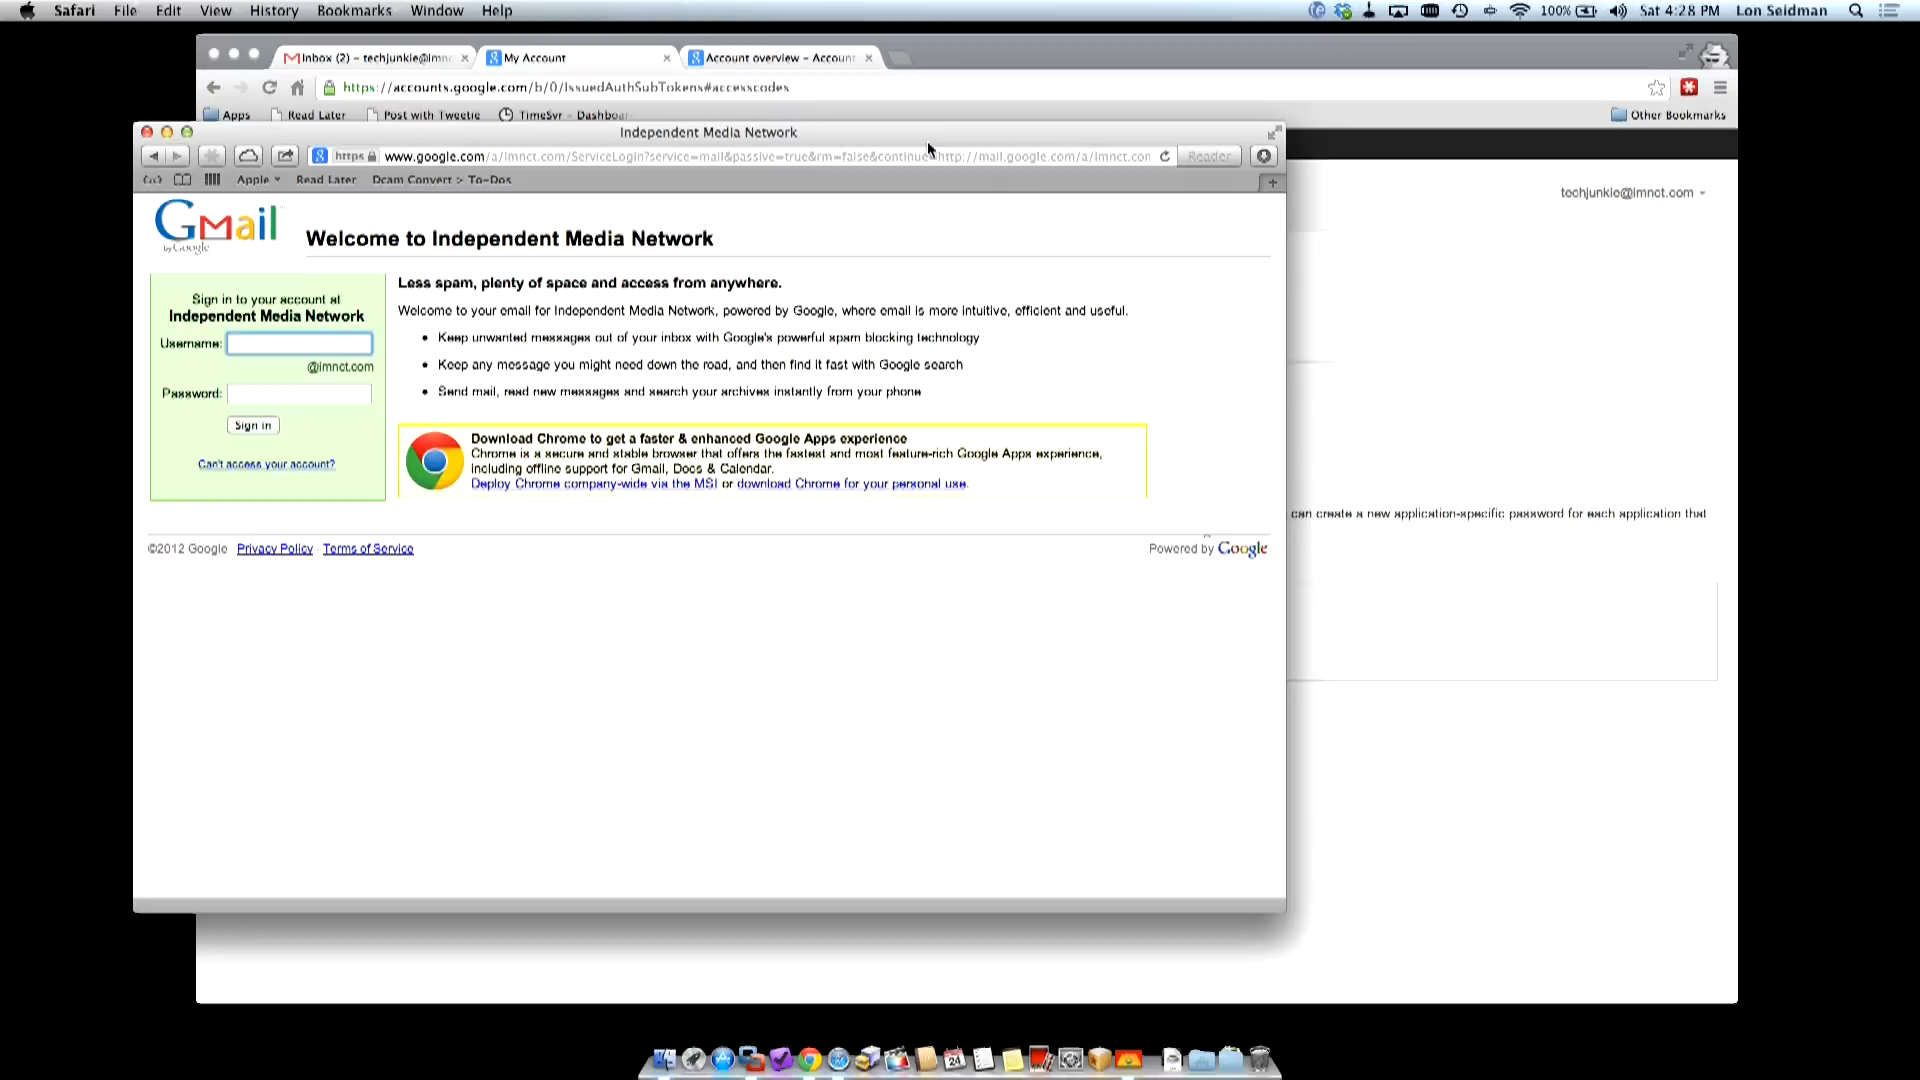 Safari File Edit View History Bookmarks Window Help
100% Sat 4:28 PM Lon Seidman
Inbox (2) – techjunkie@imnc
My Account
Account overview – Account
https://accounts.google.com/b/0/IssuedAuthSubTokens#accesscodes
Apps Read Later Post with Tweetie TimeSvr – Dashboa
Other Bookmarks
Independent Media Network
https www.google.com/a/imnct.com/ServiceLogin?service=mail&passive=true&rm=false&continue=http://mail.google.com/a/imnct.con Reader
Apple Read Later Dcam Convert > To-Dos
techjunkie@imnct.com
Gmail
by Google
Welcome to Independent Media Network
Sign in to your account at
Independent Media Network
Username:
@imnct.com
Password:
Sign in
Can't access your account?
Less spam, plenty of space and access from anywhere.
Welcome to your email for Independent Media Network, powered by Google, where email is more intuitive, efficient and useful.
• Keep unwanted messages out of your inbox with Google's powerful spam blocking technology
• Keep any message you might need down the road, and then find it fast with Google search
• Send mail, read new messages and search your archives instantly from your phone
Download Chrome to get a faster & enhanced Google Apps experience
Chrome is a secure and stable browser that offers the fastest and most feature-rich Google Apps experience,
including offline support for Gmail, Docs & Calendar.
Deploy Chrome company-wide via the MSI or download Chrome for your personal use.
can create a new application-specific password for each application that
©2012 Google Privacy Policy - Terms of Service
Powered by Google
24